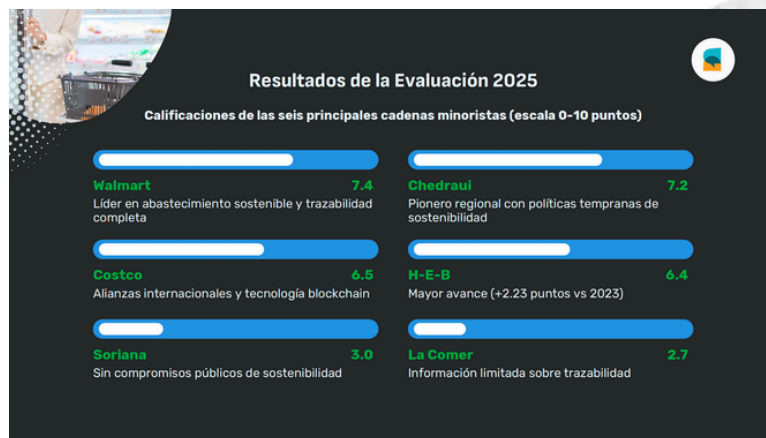 Resultados de la Evaluación 2025
Calificaciones de las seis principales cadenas minoristas (escala 0-10 puntos)
Walmart 7.4
Líder en abastecimiento sostenible y trazabilidad
completa
Chedraui 7.2
Pionero regional con políticas tempranas de
sostenibilidad
Costco 6.5
Alianzas internacionales y tecnología blockchain
H-E-B 6.4
Mayor avance (+2.23 puntos vs 2023)
Soriana 3.0
Sin compromisos públicos de sostenibilidad
La Comer 2.7
Información limitada sobre trazabilidad